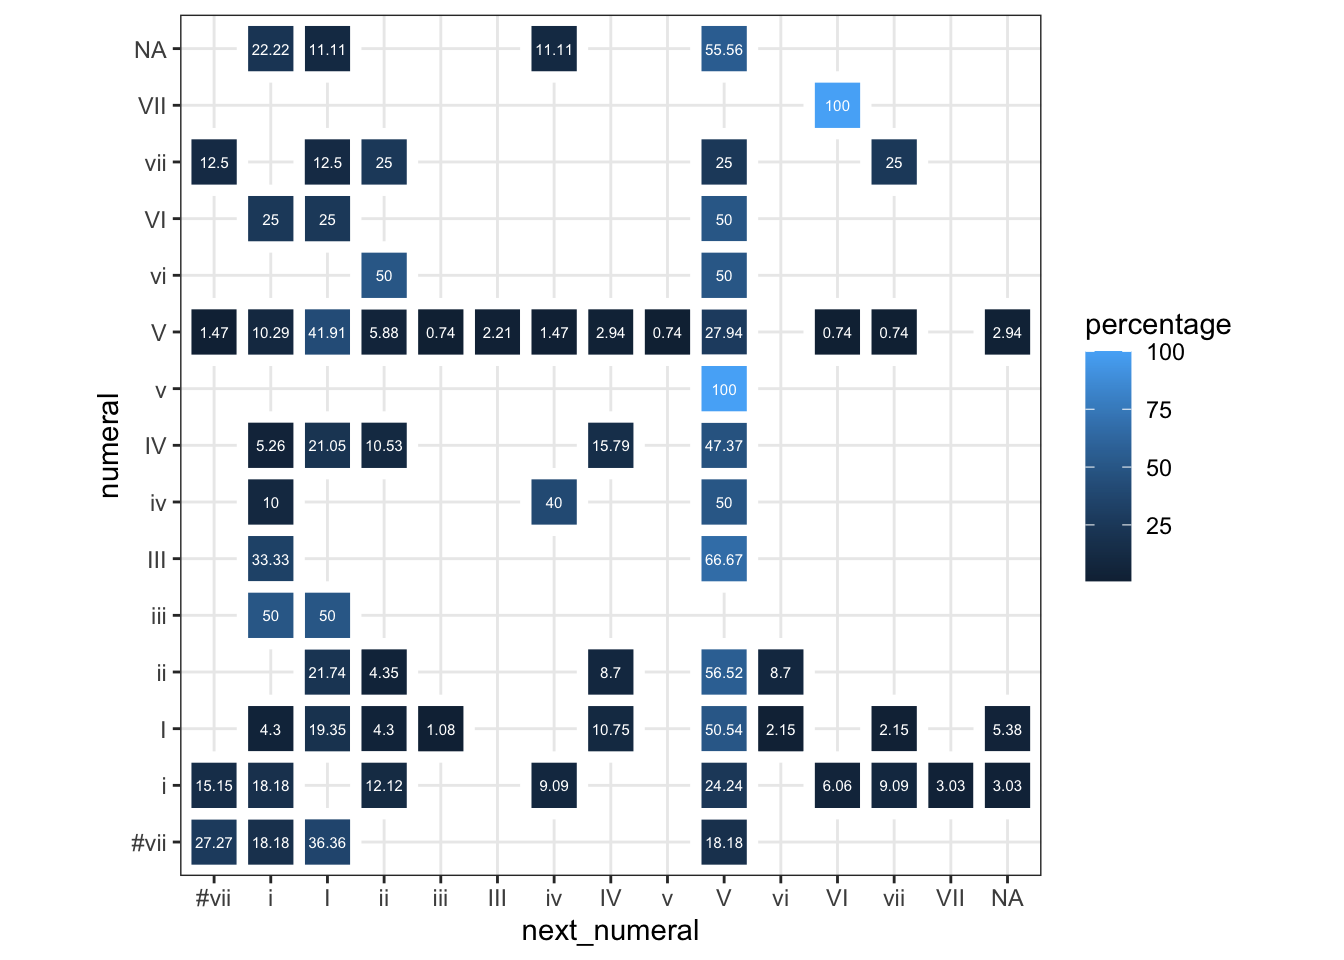 NA 22.22 11.11 11.11 55.56
VII 100
vii 12.5 12.5 25 25 25
VI 25 25 50
vi 50 50
V 1.47 10.29 41.91 5.88 0.74 2.21 1.47 2.94 0.74 27.94 0.74 0.74 2.94
v 100
IV 5.26 21.05 10.53 15.79 47.37
iv 10 40 50
III 33.33 66.67
iii 50 50
ii 21.74 4.35 8.7 56.52 8.7
I 4.3 19.35 4.3 1.08 10.75 50.54 2.15 2.15 5.38
i 15.15 18.18 12.12 9.09 24.24 6.06 9.09 3.03 3.03
#vii 27.27 18.18 36.36 18.18
#vii i I ii iii III iv IV v V vi VI vii VII NA
next_numeral
numeral
percentage
100
75
50
25